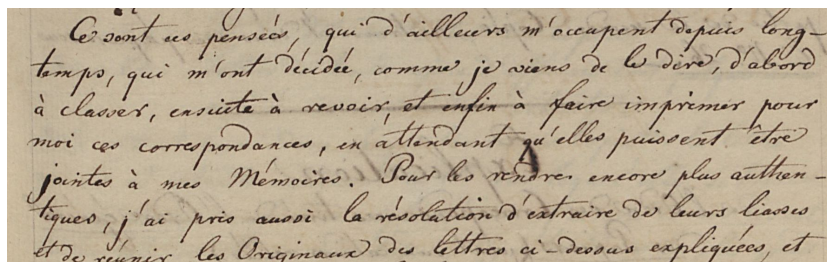 Ce sont ces pensées, qui d'ailleurs m'occupent depuis long-
temps, qui m'ont décidée, comme je viens de le dire, d'abord
à classer, ensuite à revoir, et enfin à faire imprimer pour
moi ces correspondances, en attendant qu'elles puissent être
jointes à mes Mémoires. Pour les rendre encore plus authen-
tiques, j'ai pris aussi la résolution d'extraire de leurs liasses
et de réunir les Originaux des lettres ci-dessus expliquées, et